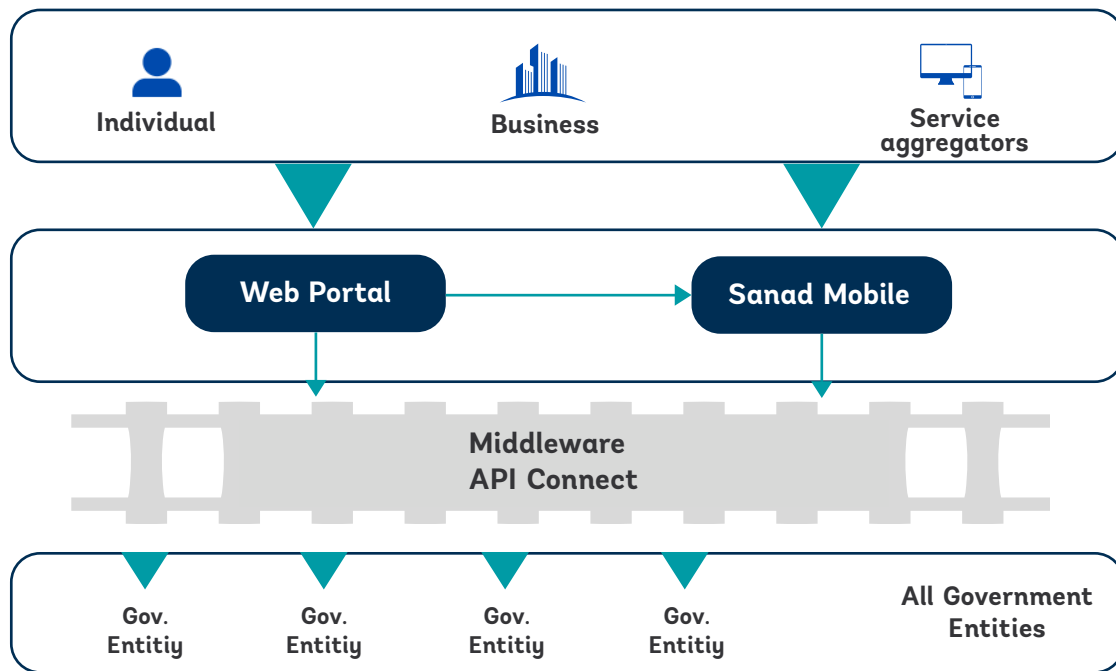 Individual
Business
Service
aggregators
Web Portal
Sanad Mobile
Middleware
API Connect
Gov.
Entitiy
Gov.
Entitiy
Gov.
Entitiy
Gov.
Entitiy
All Government
Entities